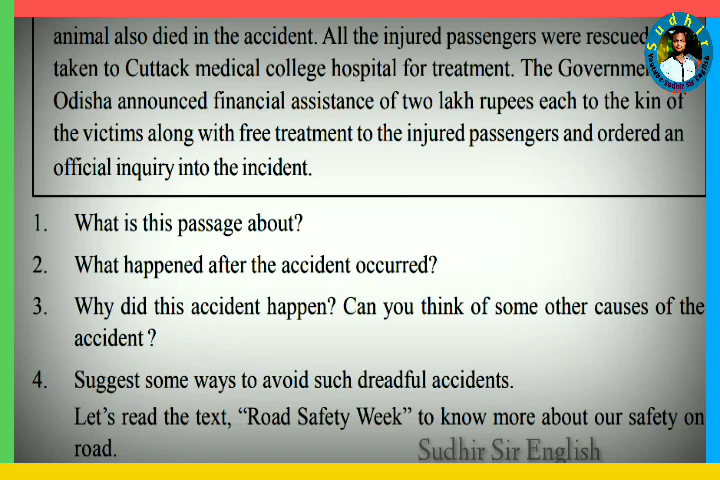 animal also died in the accident. All the injured passengers were rescued
taken to Cuttack medical college hospital for treatment. The
Odisha announced financial assistance of two lakh rupees each to the kin of
the victims along with free treatment to the injured passengers and ordered an
official inquiry into the incident.
1. What is this passage about?
2. What happened after the accident occurred?
3. Why did this accident happen? Can you think of some other causes of the
accident ?
4. Suggest some ways to avoid such dreadful accidents.
Let's read the text, “Road Safety Week” to know more about our safety on
road.
Sudhir Sir English
Sudhir
Youtube Sudhir Sir English